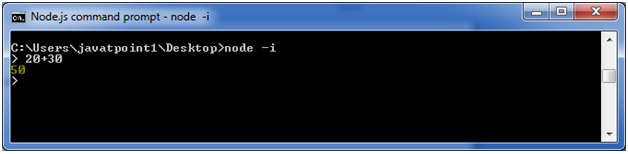 Node.js command prompt - node -i
C:\Users\javatpoint1\Desktop>node -i
> 20+30
50
>